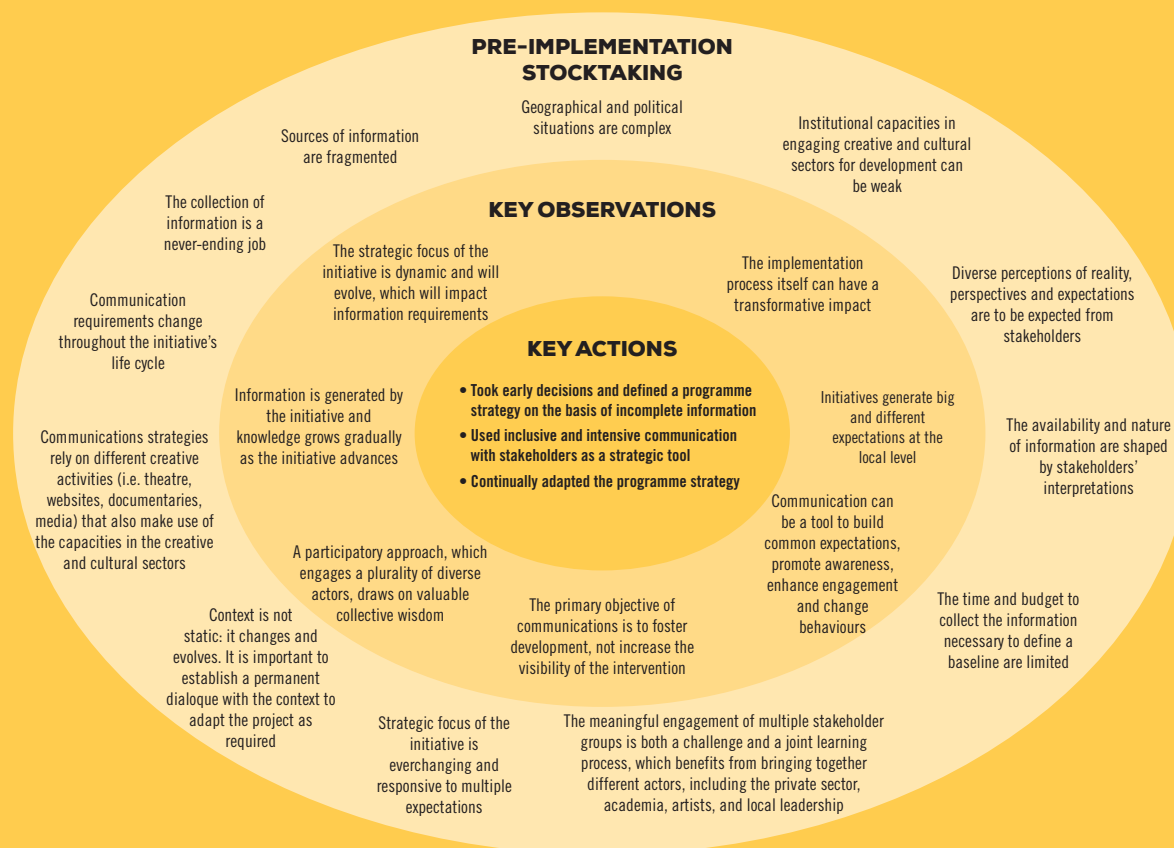 PRE-IMPLEMENTATION
STOCKTAKING
Geographical and political
situations are complex
Institutional capacities in
engaging creative and cultural
sectors for development can
be weak
Diverse perceptions of reality,
perspectives and expectations
are to be expected from
stakeholders
The availability and nature
of information are shaped
by stakeholders’
interpretations
The time and budget to
collect the information
necessary to define a
baseline are limited
The meaningful engagement of multiple stakeholder
groups is both a challenge and a joint learning
process, which benefits from bringing together
different actors, including the private sector,
academia, artists, and local leadership
Strategic focus of the
initiative is
everchanging and
responsive to multiple
expectations
Context is not
static: it changes and
evolves. It is important to
establish a permanent
dialogue with the context to
adapt the project as
required
Communications strategies
rely on different creative
activities (i.e. theatre,
websites, documentaries,
media) that also make use of
the capacities in the creative
and cultural sectors
Communication
requirements change
throughout the initiative’s
life cycle
The collection of
information is a
never-ending job
Sources of information
are fragmented
KEY OBSERVATIONS
The strategic focus of the
initiative is dynamic and will
evolve, which will impact
information requirements
The implementation
process itself can have a
transformative impact
Initiatives generate big
and different
expectations at the
local level
Communication can
be a tool to build
common expectations,
promote awareness,
enhance engagement
and change
behaviours
The primary objective of
communications is to foster
development, not increase the
visibility of the intervention
A participatory approach, which
engages a plurality of diverse
actors, draws on valuable
collective wisdom
Information is generated by
the initiative and
knowledge grows gradually
as the initiative advances
KEY ACTIONS
• Took early decisions and defined a programme
strategy on the basis of incomplete information
• Used inclusive and intensive communication
with stakeholders as a strategic tool
• Continually adapted the programme strategy